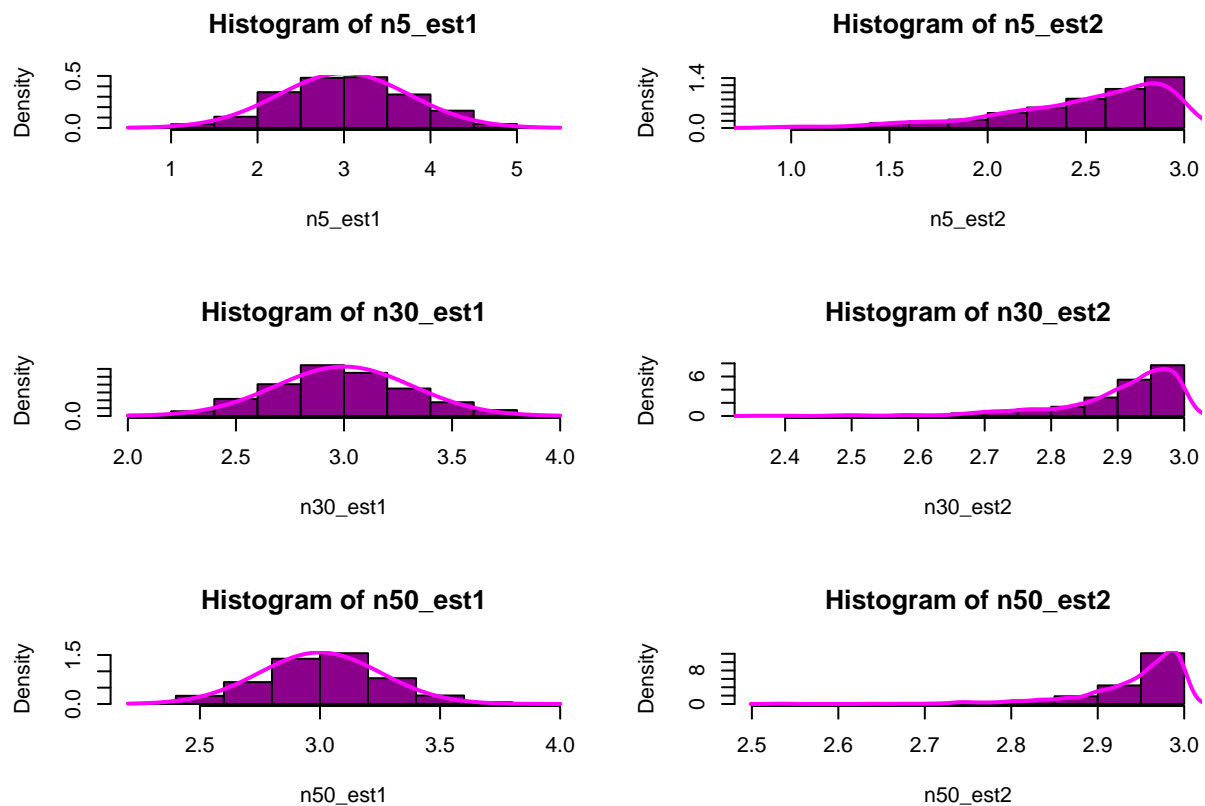 Histogram of n5_est1
Density
0.0 0.5
1 2 3 4 5
n5_est1
Histogram of n5_est2
Density
0.0 1.4
1.0 1.5 2.0 2.5 3.0
n5_est2
Histogram of n30_est1
Density
0.0
2.0 2.5 3.0 3.5 4.0
n30_est1
Histogram of n30_est2
Density
0 6
2.4 2.5 2.6 2.7 2.8 2.9 3.0
n30_est2
Histogram of n50_est1
Density
0.0 1.5
2.5 3.0 3.5 4.0
n50_est1
Histogram of n50_est2
Density
0 8
2.5 2.6 2.7 2.8 2.9 3.0
n50_est2